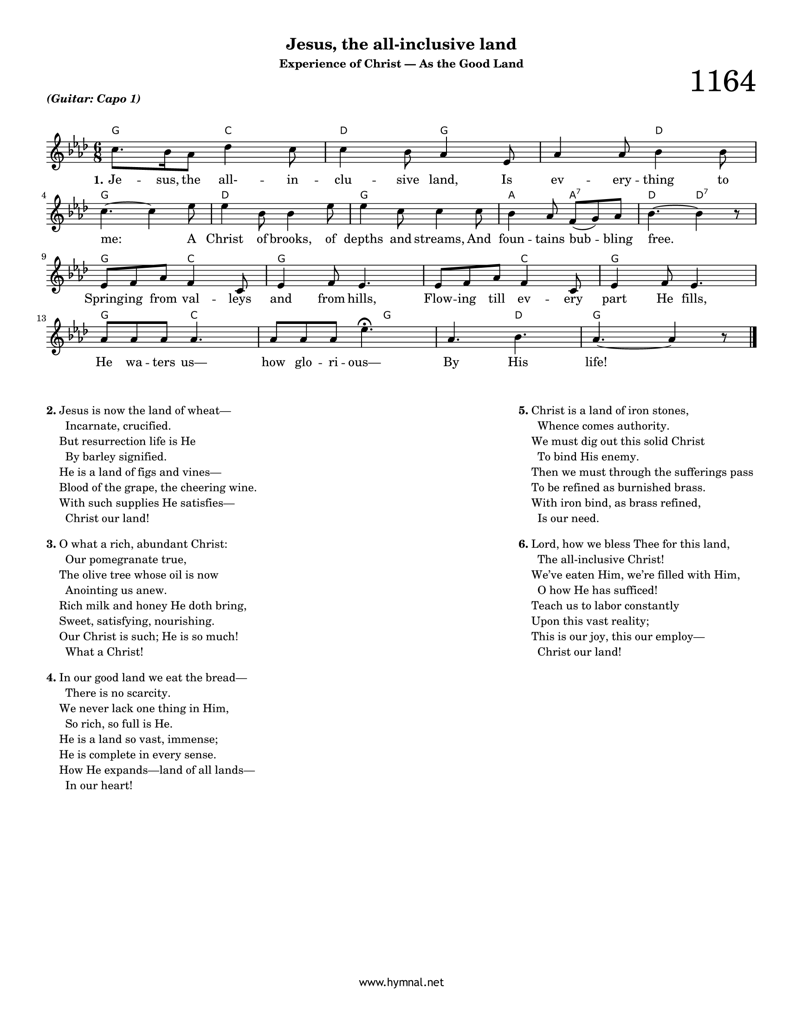 Jesus, the all-inclusive land
Experience of Christ — As the Good Land
1164
(Guitar: Capo 1)
G C D G D
6
8
1. Je - sus, the all- - in - clu - sive land, Is ev - ery - thing to
4 G D G A A7 D D7
me: A Christ of brooks, of depths and streams, And foun - tains bub - bling free.
9 G C G C G
Springing from val - leys and from hills, Flow-ing till ev - ery part He fills,
13 G C G D G
He wa - ters us— how glo - ri - ous— By His life!
2. Jesus is now the land of wheat—
Incarnate, crucified.
But resurrection life is He
By barley signified.
He is a land of figs and vines—
Blood of the grape, the cheering wine.
With such supplies He satisfies—
Christ our land!
3. O what a rich, abundant Christ:
Our pomegranate true,
The olive tree whose oil is now
Anointing us anew.
Rich milk and honey He doth bring,
Sweet, satisfying, nourishing.
Our Christ is such; He is so much!
What a Christ!
4. In our good land we eat the bread—
There is no scarcity.
We never lack one thing in Him,
So rich, so full is He.
He is a land so vast, immense;
He is complete in every sense.
How He expands—land of all lands—
In our heart!
5. Christ is a land of iron stones,
Whence comes authority.
We must dig out this solid Christ
To bind His enemy.
Then we must through the sufferings pass
To be refined as burnished brass.
With iron bind, as brass refined,
Is our need.
6. Lord, how we bless Thee for this land,
The all-inclusive Christ!
We've eaten Him, we're filled with Him,
O how He has sufficed!
Teach us to labor constantly
Upon this vast reality;
This is our joy, this our employ—
Christ our land!
www.hymnal.net